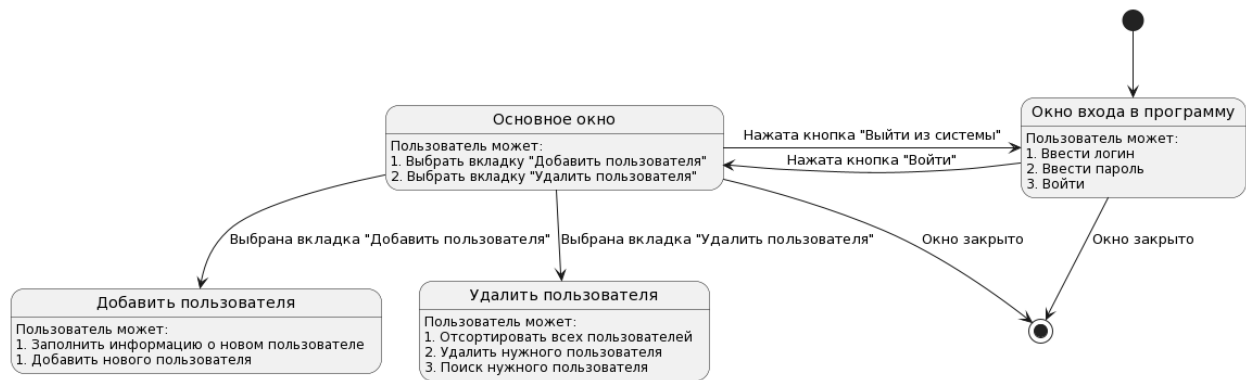 Окно входа в программу
Пользователь может:
1. Ввести логин
2. Ввести пароль
3. Войти
Основное окно
Пользователь может:
1. Выбрать вкладку "Добавить пользователя"
2. Выбрать вкладку "Удалить пользователя"
Нажата кнопка "Выйти из системы"
Нажата кнопка "Войти"
Выбрана вкладка "Добавить пользователя"
Выбрана вкладка "Удалить пользователя"
Окно закрыто
Окно закрыто
Добавить пользователя
Пользователь может:
1. Заполнить информацию о новом пользователе
1. Добавить нового пользователя
Удалить пользователя
Пользователь может:
1. Отсортировать всех пользователей
2. Удалить нужного пользователя
3. Поиск нужного пользователя